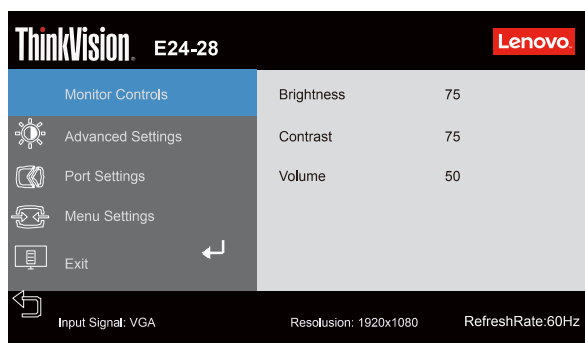 ThinkVision. E24-28 Lenovo.
Monitor Controls Brightness 75
Advanced Settings Contrast 75
Port Settings Volume 50
Menu Settings
Exit
Input Signal: VGA Resolusion: 1920x1080 RefreshRate:60Hz